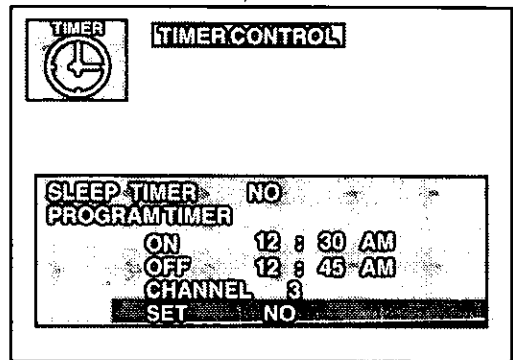 TIMER
TIMER CONTROL
SLEEP TIMER NO
PROGRAM TIMER
ON 12 : 30 AM
OFF 12 : 45 AM
CHANNEL 3
SET NO